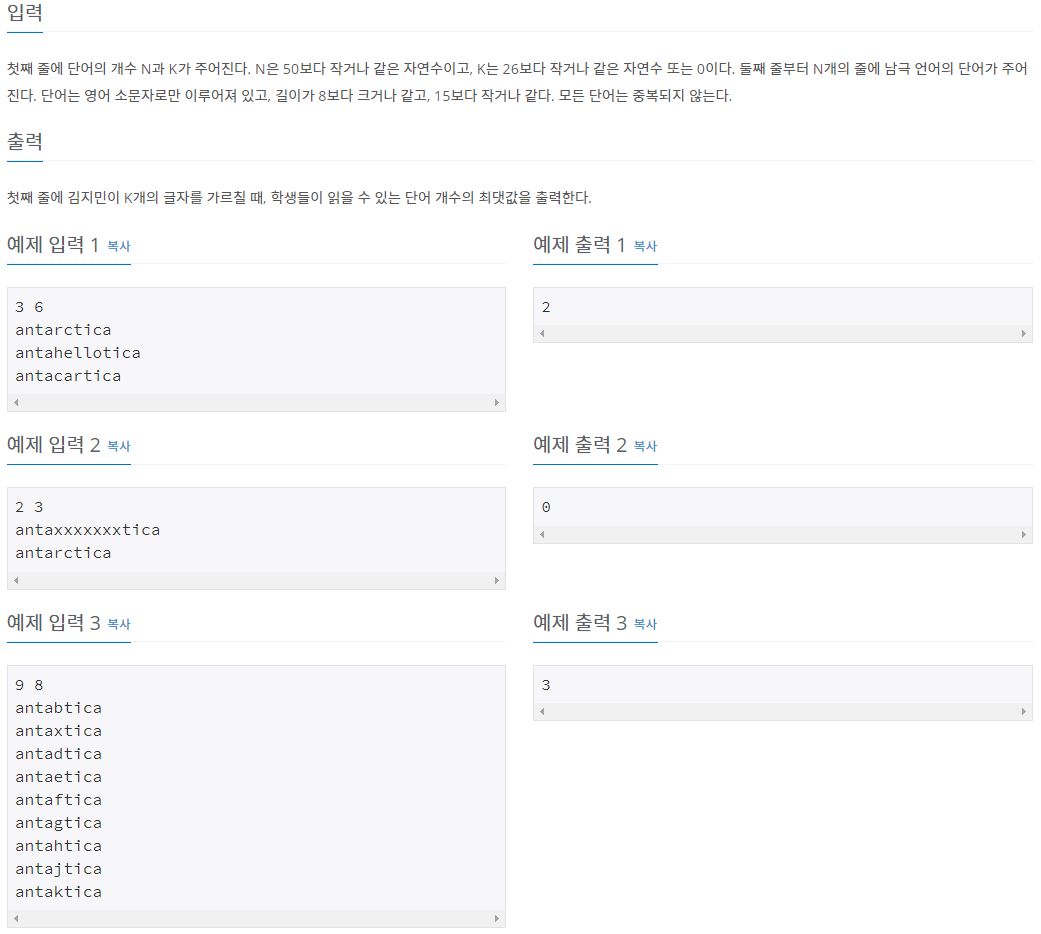 입력
첫째 줄에 단어의 개수 N과 K가 주어진다. N은 50보다 작거나 같은 자연수이고, K는 26보다 작거나 같은 자연수 또는 0이다. 둘째 줄부터 N개의 줄에 남극 언어의 단어가 주어
진다. 단어는 영어 소문자로만 이루어져 있고, 길이가 8보다 크거나 같고, 15보다 작거나 같다. 모든 단어는 중복되지 않는다.
출력
첫째 줄에 김지민이 K개의 글자를 가르칠 때, 학생들이 읽을 수 있는 단어 개수의 최댓값을 출력한다.
예제 입력 1 복사
3 6
antarctica
antahellotica
antacartica
예제 출력 1 복사
2
예제 입력 2 복사
2 3
antaxxxxxxxtica
antarctica
예제 출력 2 복사
0
예제 입력 3 복사
9 8
antabtica
antaxtica
antadtica
antaetica
antaftica
antagtica
antahtica
antajtica
antaktica
예제 출력 3 복사
3